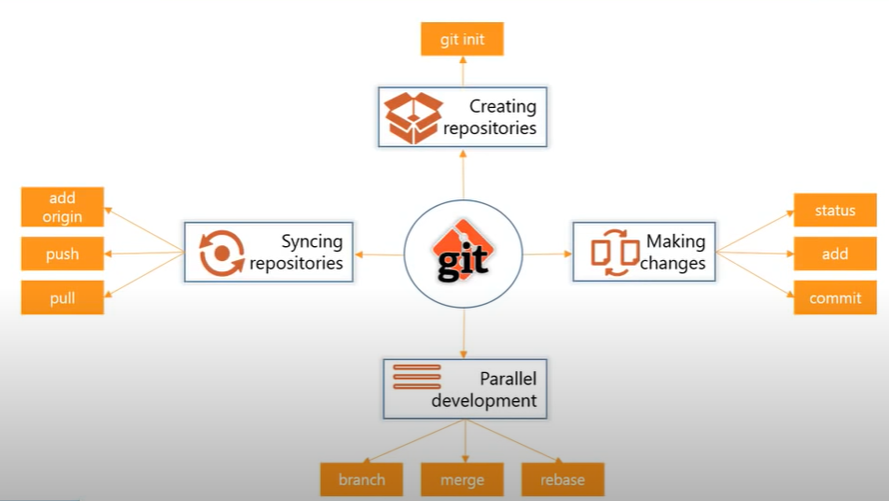 git init
Creating
repositories
add
origin
push
pull
Syncing
repositories
git
Making
changes
status
add
commit
Parallel
development
branch
merge
rebase